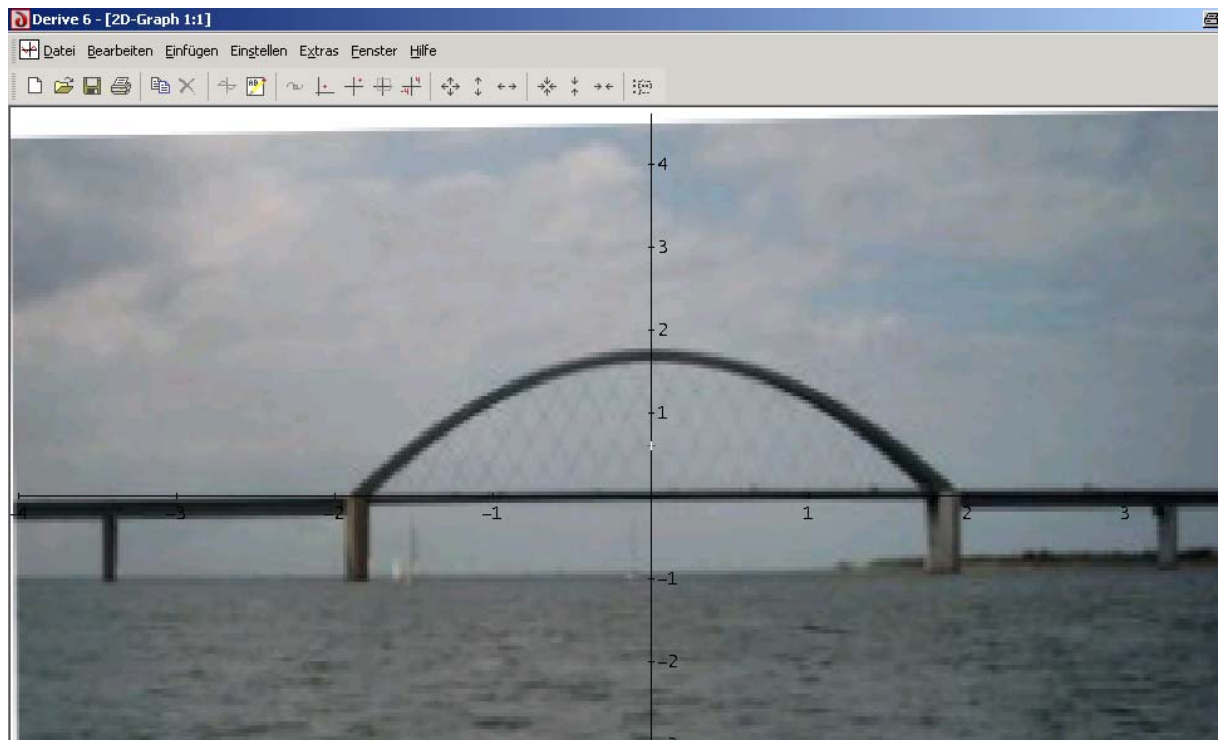 Derive 6 - [2D-Graph 1:1]
Datei Bearbeiten Einfügen Einstellen Extras Fenster Hilfe
4
3
2
1
-4 -3 -2 -1 1 2 3
-1
-2